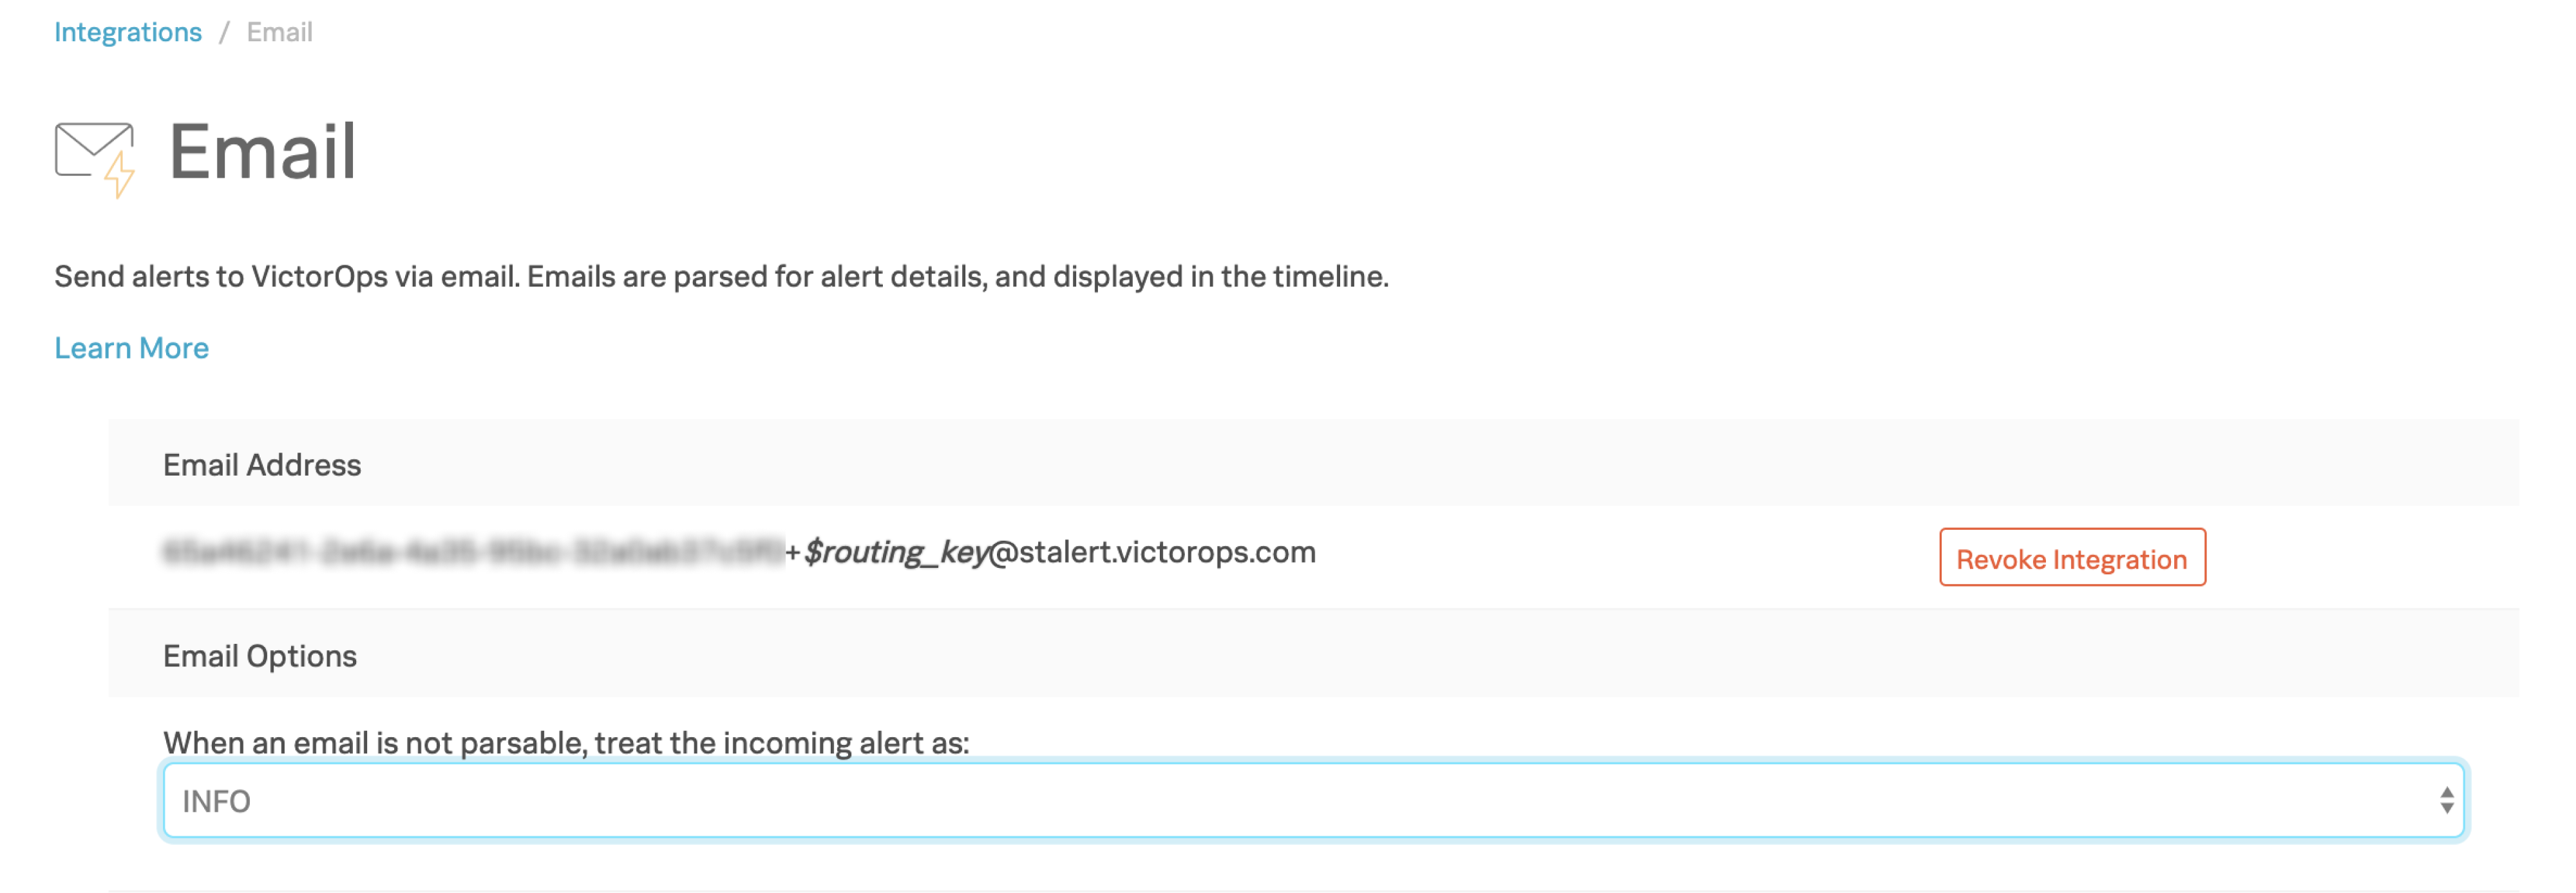 Integrations / Email
Email
Send alerts to VictorOps via email. Emails are parsed for alert details, and displayed in the timeline.
Learn More
Email Address
+$routing_key@stalert.victorops.com
Revoke Integration
Email Options
When an email is not parsable, treat the incoming alert as:
INFO